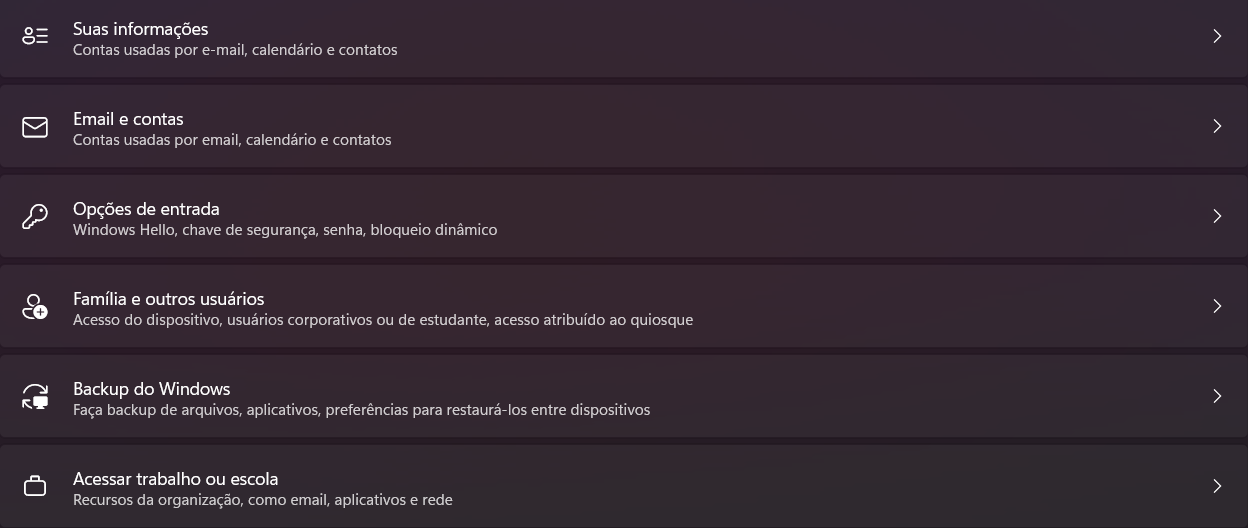 Suas informações
Contas usadas por e-mail, calendário e contatos
Email e contas
Contas usadas por email, calendário e contatos
Opções de entrada
Windows Hello, chave de segurança, senha, bloqueio dinâmico
Família e outros usuários
Acesso do dispositivo, usuários corporativos ou de estudante, acesso atribuído ao quiosque
Backup do Windows
Faça backup de arquivos, aplicativos, preferências para restaurá-los entre dispositivos
Acessar trabalho ou escola
Recursos da organização, como email, aplicativos e rede